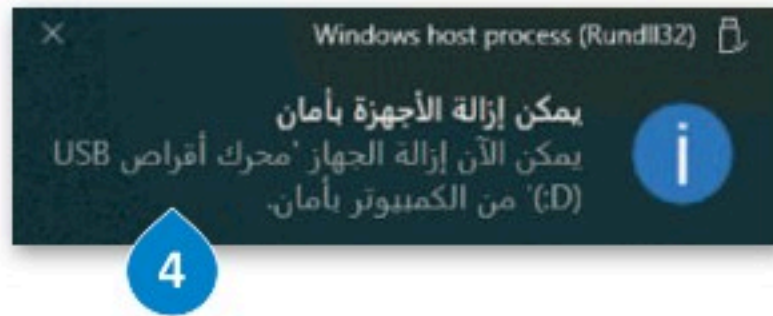 Windows host process (Rundll32)
يمكن إزالة الأجهزة بأمان
يمكن الآن إزالة الجهاز 'محرك أقراص USB
(D:)' من الكمبيوتر بأمان.
4